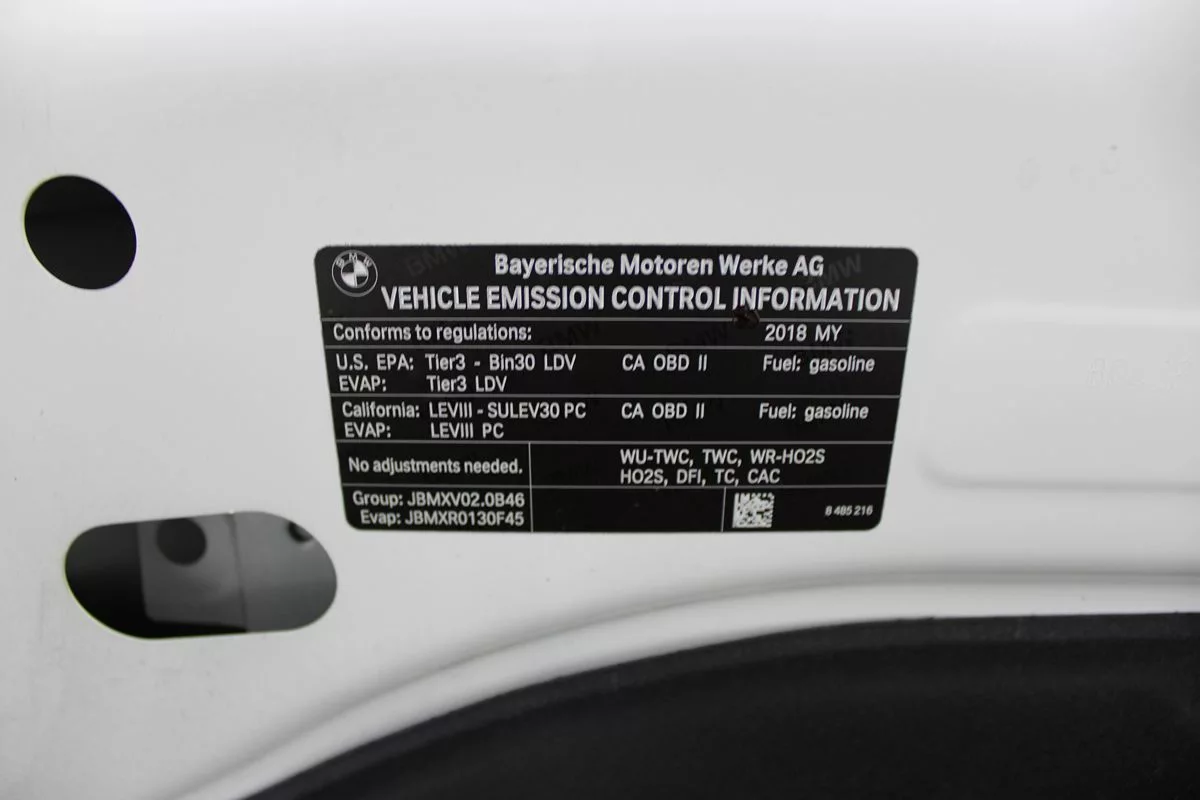 BMW
Bayerische Motoren Werke AG
VEHICLE EMISSION CONTROL INFORMATION
Conforms to regulations: 2018 MY
U.S. EPA: Tier3 - Bin30 LDV CA OBD II Fuel: gasoline
EVAP: Tier3 LDV
California: LEVIII - SULEV30 PC CA OBD II Fuel: gasoline
EVAP: LEVIII PC
No adjustments needed.
WU-TWC, TWC, WR-HO2S
HO2S, DFI, TC, CAC
Group: JBMXV02.0B46
Evap: JBMXR0130F45
8 485 216